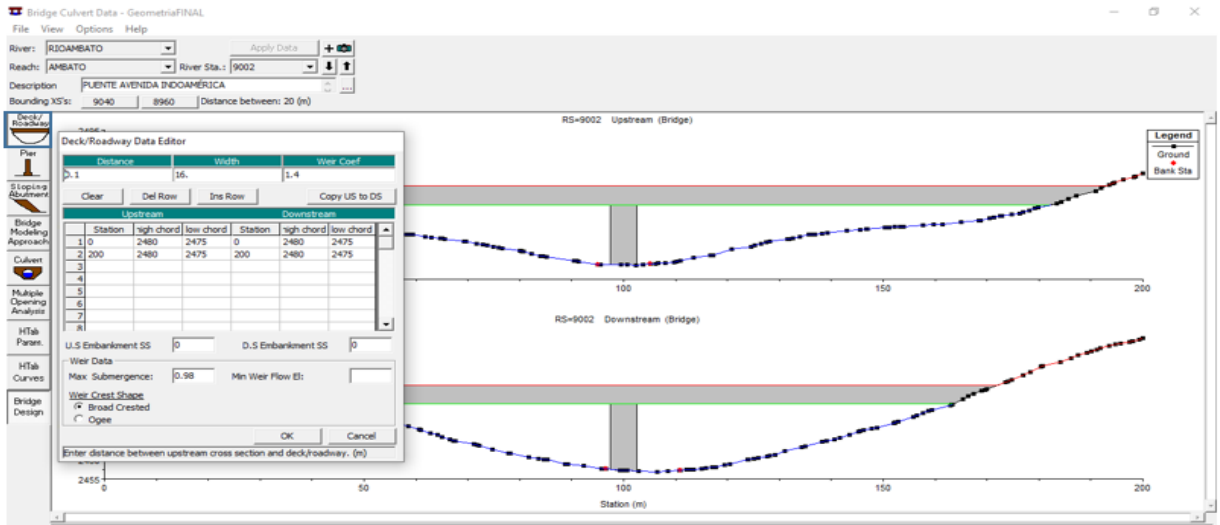 Bridge Culvert Data - GeometriaFINAL
File View Options Help
River: RIOAMBATO Apply Data
Reach: AMBATO River Sta.: 9002
Description PUENTE AVENIDA INDOAMÉRICA ...
Bounding XS's: 9040 8960 Distance between: 20 (m)
Deck/
Roadway
Pier
Sloping
Abutment
Bridge
Modeling
Approach
Culvert
Multiple
Opening
Analysis
HTab
Param.
HTab
Curves
Bridge
Design
Deck/Roadway Data Editor
Distance Width Weir Coef
0.1 16. 1.4
Clear Del Row Ins Row Copy US to DS
Upstream Downstream
Station high chord low chord Station high chord low chord
1 0 2480 2475 0 2480 2475
2 200 2480 2475 200 2480 2475
3
4
5
6
7
8
U.S Embankment SS 0 D.S Embankment SS 0
Weir Data
Max Submergence: 0.98 Min Weir Flow El:
Weir Crest Shape
Broad Crested
Ogee
OK Cancel
Enter distance between upstream cross section and deck/roadway. (m)
RS=9002 Upstream (Bridge)
Legend
Ground
Bank Sta
100 150 200
RS=9002 Downstream (Bridge)
2455
0 50 100 150 200
Station (m)